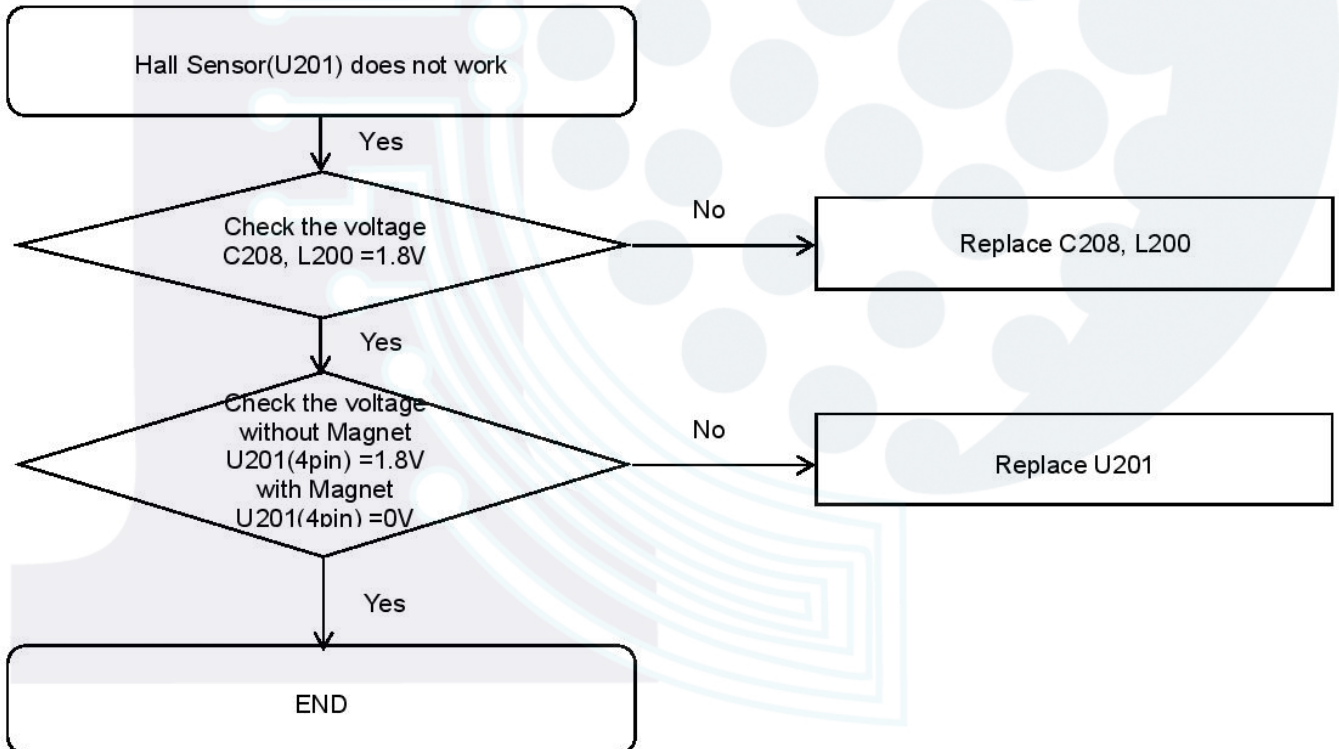 Hall Sensor(U201) does not work
Yes
Check the voltage
C208, L200 =1.8V
No
Replace C208, L200
Yes
Check the voltage
without Magnet
U201(4pin) =1.8V
with Magnet
U201(4pin) =0V
No
Replace U201
Yes
END